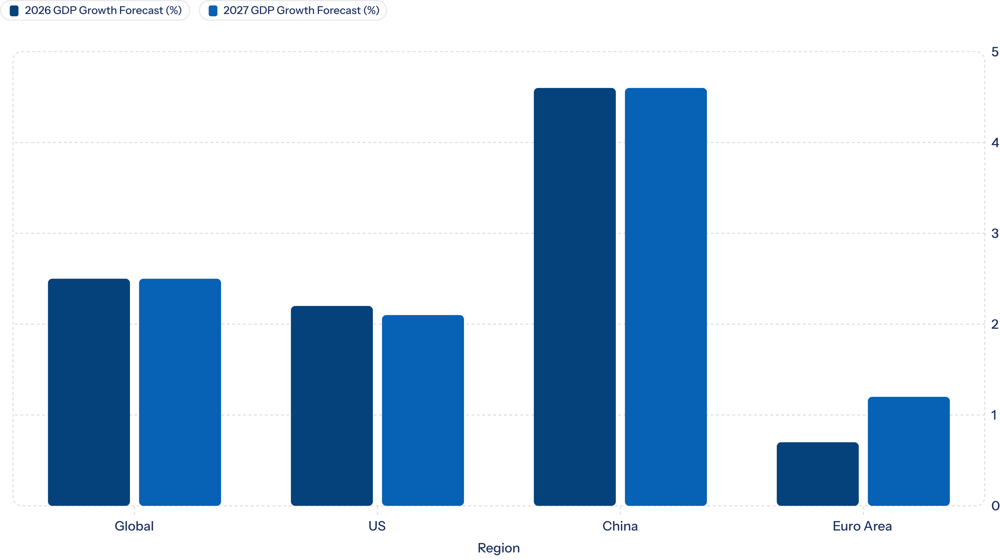 2026 GDP Growth Forecast (%)
2027 GDP Growth Forecast (%)
5
4
3
2
1
0
Global
US
China
Euro Area
Region